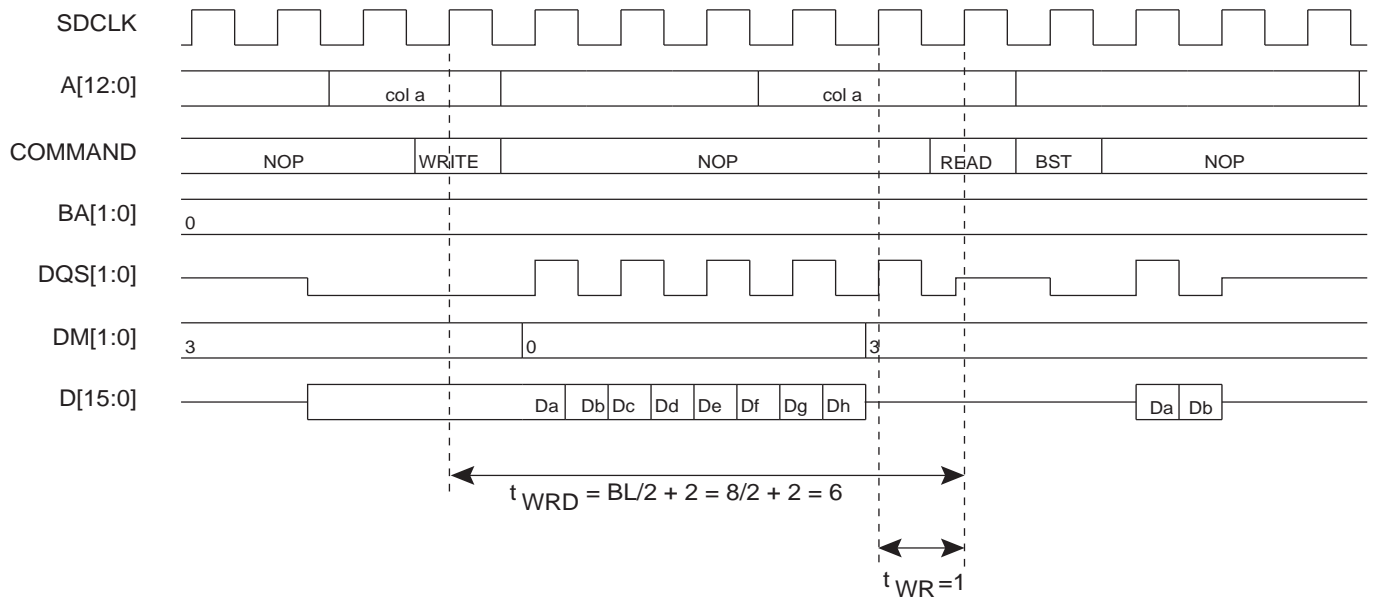 SDCLK
A[12:0] col a col a
COMMAND NOP WRITE NOP READ BST NOP
BA[1:0] 0
DQS[1:0]
DM[1:0] 3 0 3
D[15:0] Da Db Dc Dd De Df Dg Dh Da Db
t WRD = BL/2 + 2 = 8/2 + 2 = 6
t WR =1